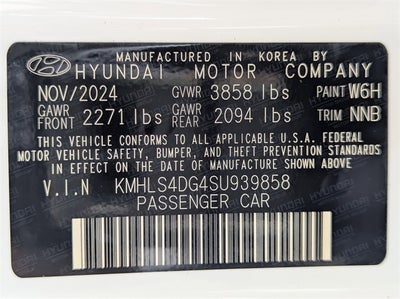 MANUFACTURED IN KOREA BY
HYUNDAI MOTOR COMPANY
NOV/2024 GVWR 3858 lbs PAINT W6H
GAWR FRONT 2271 lbs GAWR REAR 2094 lbs TRIM NNB
THIS VEHICLE CONFORMS TO ALL APPLICABLE U.S.A FEDERAL
MOTOR VEHICLE SAFETY, BUMPER, AND THEFT PREVENTION STANDARDS
IN EFFECT ON THE DATE OF MANUFACTURE SHOWN ABOVE.
V.I.N KMHLS4DG4SU939858
PASSENGER CAR